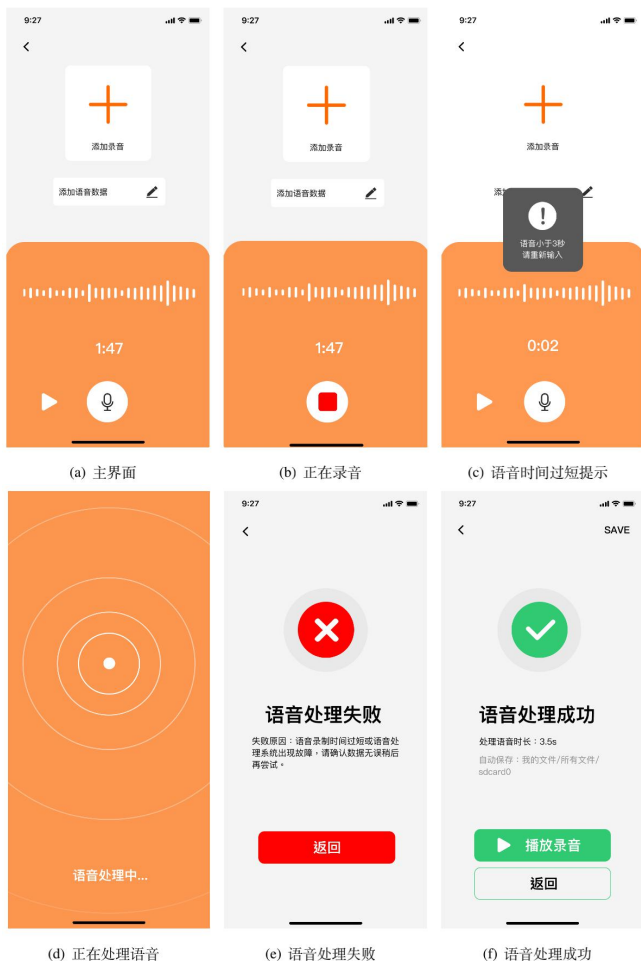 9:27
添加录音
添加语音数据
1:47
(a) 主界面
9:27
添加录音
添加语音数据
1:47
(b) 正在录音
9:27
添加录音
添
语音小于3秒
请重新输入
0:02
(c) 语音时间过短提示
语音处理中...
(d) 正在处理语音
9:27
语音处理失败
失败原因：语音录制时间过短或语音处
理系统出现故障，请确认数据无误稍后
再尝试。
返回
(e) 语音处理失败
9:27
SAVE
语音处理成功
处理语音时长：3.5s
自动保存：我的文件/所有文件/
sdcard0
播放录音
返回
(f) 语音处理成功